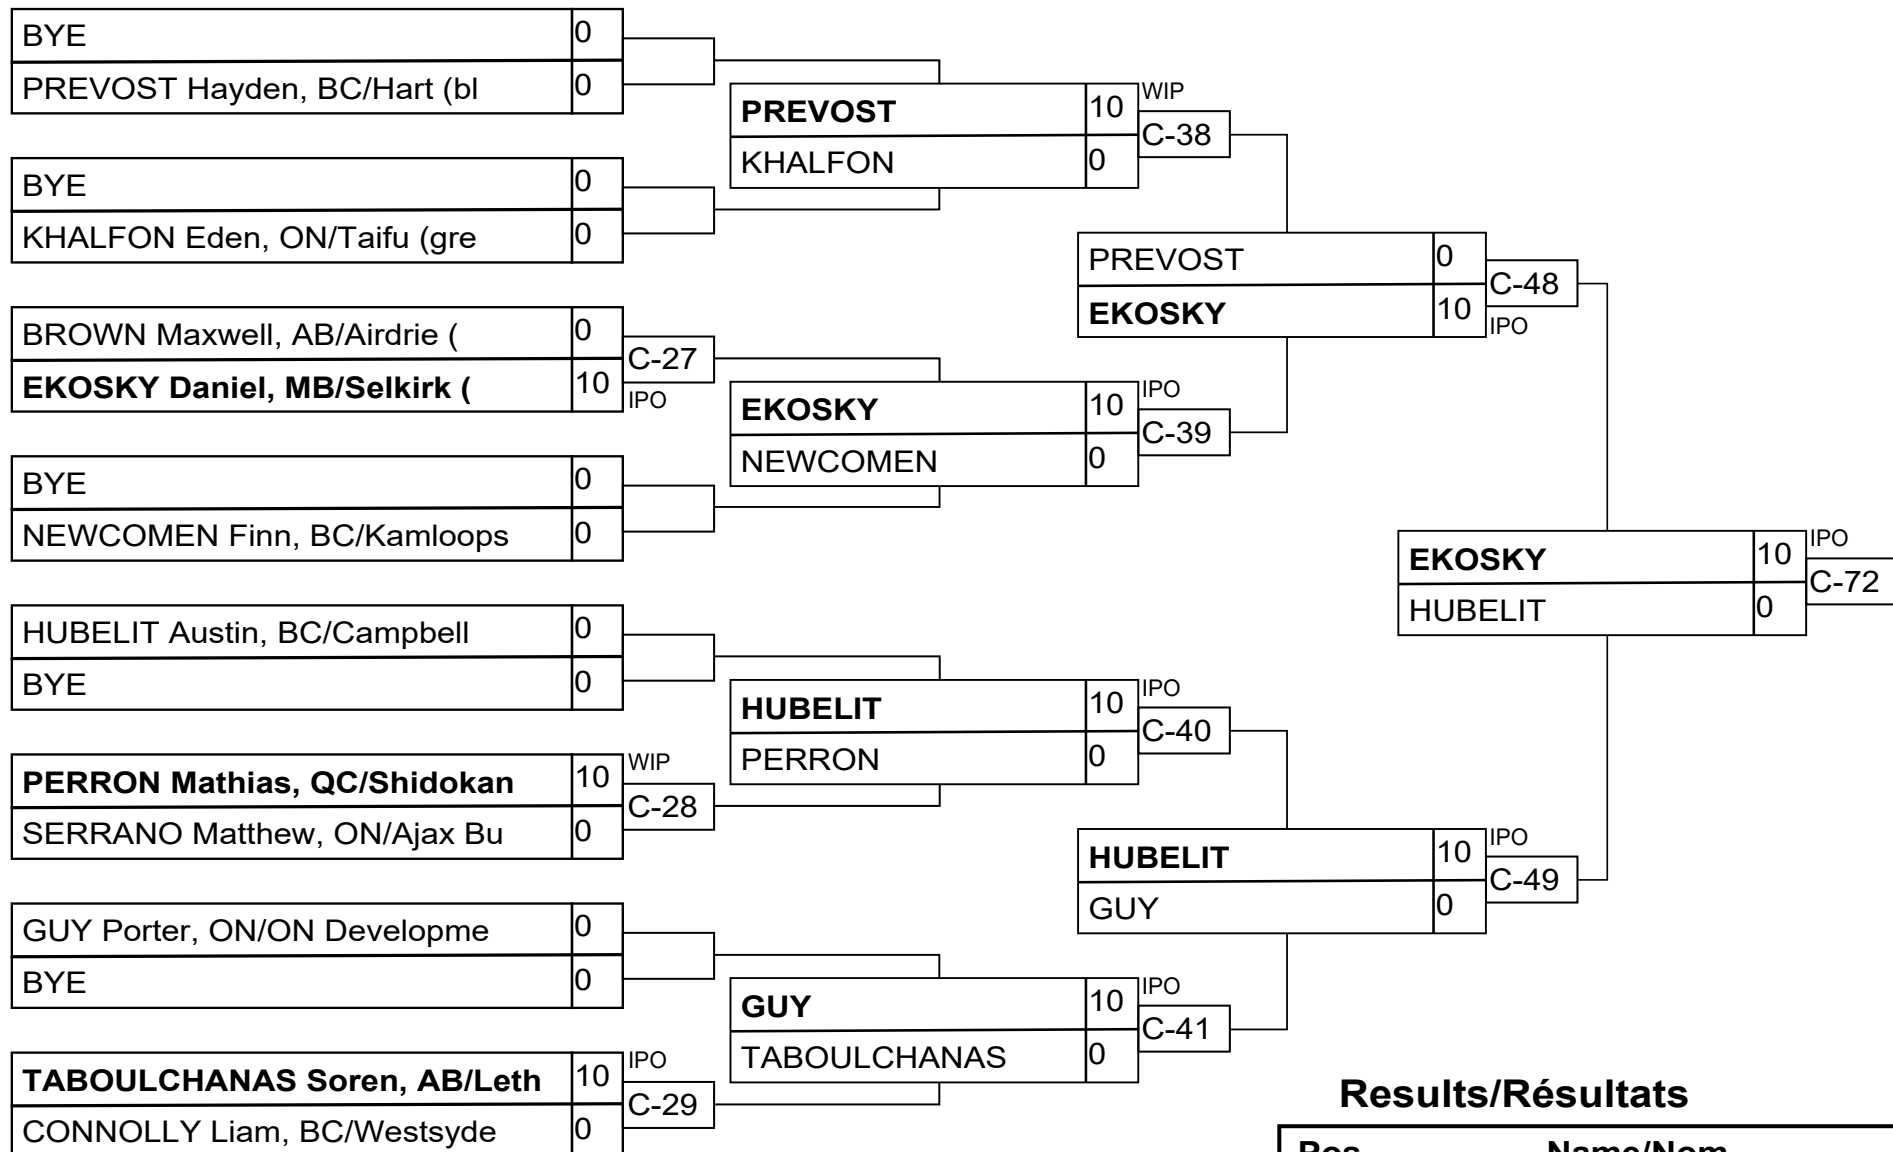 BYE 0
PREVOST Hayden, BC/Hart (bl 0
BYE 0
KHALFON Eden, ON/Taifu (gre 0
BROWN Maxwell, AB/Airdrie ( 0
C-27
EKOSKY Daniel, MB/Selkirk ( 10
IPO
BYE 0
NEWCOMEN Finn, BC/Kamloops 0
HUBELIT Austin, BC/Campbell 0
BYE 0
WIP
PERRON Mathias, QC/Shidokan 10
C-28
SERRANO Matthew, ON/Ajax Bu 0
GUY Porter, ON/ON Developme 0
BYE 0
IPO
TABOULCHANAS Soren, AB/Leth 10
C-29
CONNOLLY Liam, BC/Westsyde 0
WIP
PREVOST 10
C-38
KHALFON 0
IPO
EKOSKY 10
C-39
NEWCOMEN 0
IPO
HUBELIT 10
C-40
PERRON 0
IPO
GUY 10
C-41
TABOULCHANAS 0
PREVOST 0
C-48
EKOSKY 10
IPO
IPO
HUBELIT 10
C-49
GUY 0
IPO
EKOSKY 10
C-72
HUBELIT 0
Results/Résultats
Pos Name/Nom